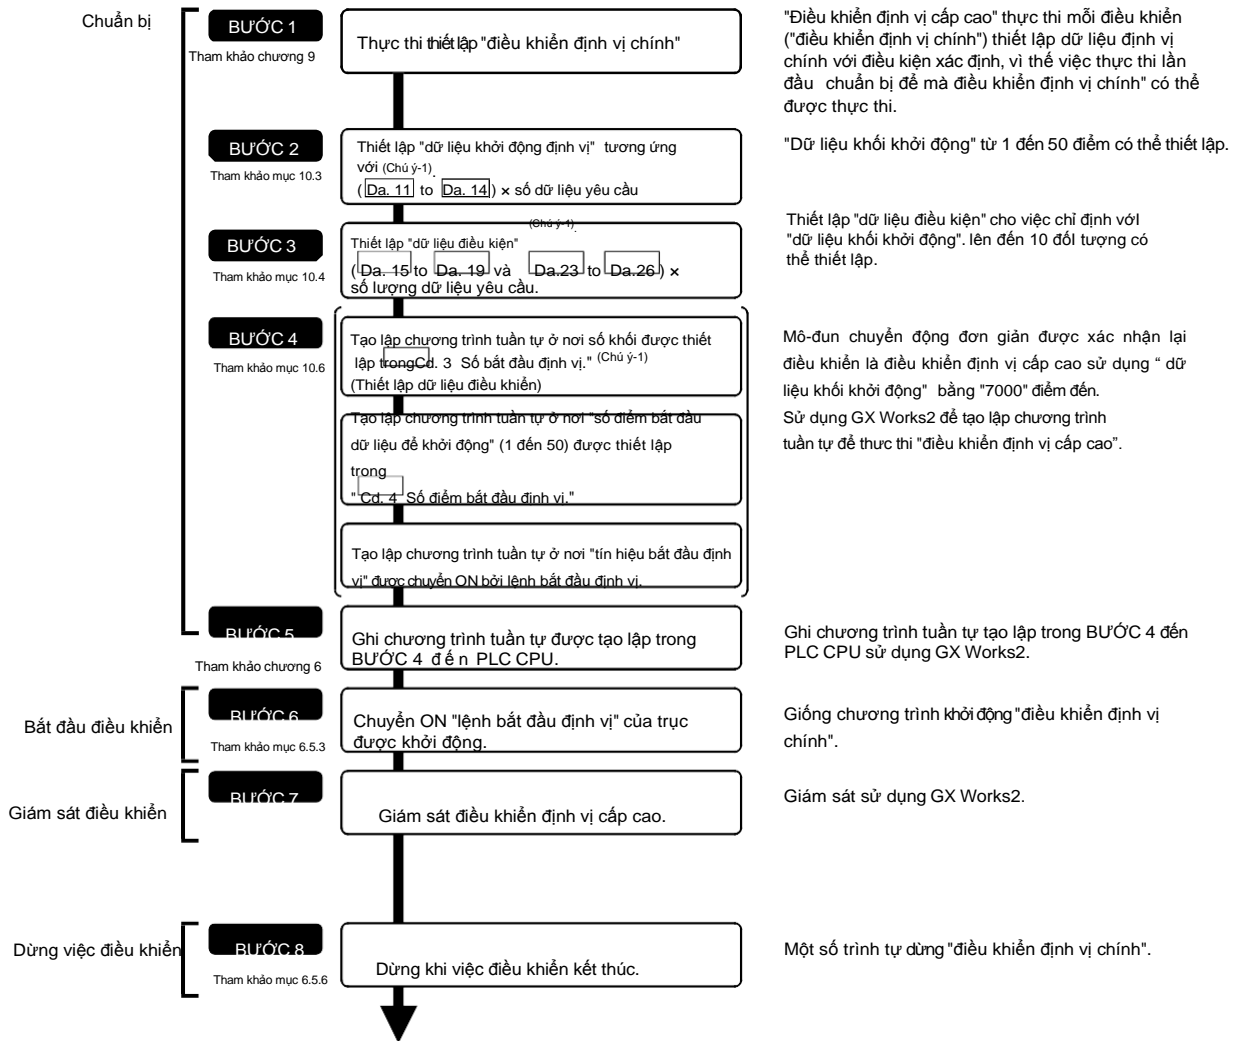 Chuẩn bị
BƯỚC 1
Tham khảo chương 9
Thực thi thiết lập "điều khiển định vị chính"
"Điều khiển định vị cấp cao" thực thi mỗi điều khiển
("điều khiển định vị chính") thiết lập dữ liệu định vị
chính với điều kiện xác định, vì thế việc thực thi lần
đầu chuẩn bị để mà điều khiển định vị chính" có thể
được thực thi.
BƯỚC 2
Tham khảo mục 10.3
Thiết lập "dữ liệu khởi động định vị" tương ứng
với (Chú ý-1).
( Da. 11 to Da. 14 ) × số dữ liệu yêu cầu
"Dữ liệu khối khởi động" từ 1 đến 50 điểm có thể thiết lập.
BƯỚC 3
Tham khảo mục 10.4
(Chú ý-1).
Thiết lập "dữ liệu điều kiện"
( Da. 15 to Da. 19 và Da.23 to Da.26 ) ×
số lượng dữ liệu yêu cầu.
Thiết lập "dữ liệu điều kiện" cho việc chỉ định vớI
"dữ liệu khối khởi động". lên đến 10 đốI tượng có
thể thiết lập.
BƯỚC 4
Tham khảo mục 10.6
Tạo lập chương trình tuần tự ở nơi số khối được thiết
lập trongCd. 3 Số bắt đầu định vị." (Chú ý-1)
(Thiết lập dữ liệu điều khiển)
Mô-đun chuyển động đơn giản được xác nhận lại
điều khiển là điều khiển định vị cấp cao sử dụng “ dữ
liệu khối khởi động" bằng "7000" điểm đến.
Sử dụng GX Works2 để tạo lập chương trình
tuần tự để thưc thi "điều khiển định vị cấp cao”.
Tạo lập chương trình tuần tự ở nơi "số điểm bắt đầu
dữ liệu để khởi động" (1 đến 50) được thiết lập
trong
" Cd. 4 Số điểm bắt đầu định vị."
Tạo lập chương trình tuần tự ở nơi "tín hiệu bắt đầu định
vị" được chuyển ON bởi lệnh bắt đầu định vị.
BƯỚC 5
Tham khảo chương 6
Ghi chương trình tuần tự được tạo lập trong
BƯỚC 4 đến PLC CPU.
Ghi chương trình tuần tự tạo lập trong BƯỚC 4 đến
PLC CPU sử dụng GX Works2.
Bắt đầu điều khiển
BƯỚC 6
Tham khảo mục 6.5.3
Chuyển ON "lệnh bắt đầu định vị" của trục
được khởi động.
Giống chương trình khởi động "điều khiển định vị
chính".
Giám sát điều khiển
BƯỚC 7
Giám sát điều khiển định vị cấp cao.
Giám sát sử dụng GX Works2.
Dừng việc điều khiển
BƯỚC 8
Tham khảo mục 6.5.6
Dừng khi việc điều khiển kết thúc.
Một số trình tự dừng "điều khiển định vị chính".